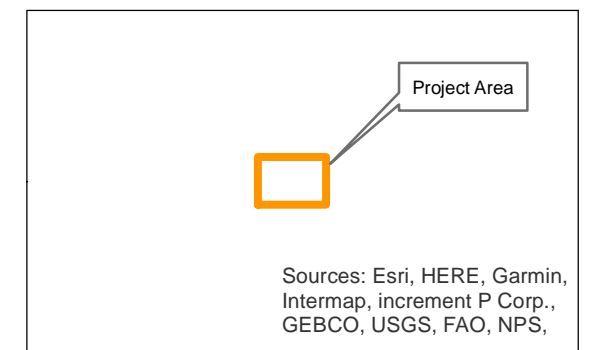 Project Area
Sources: Esri, HERE, Garmin,
Intermap, increment P Corp.,
GEBCO, USGS, FAO, NPS,